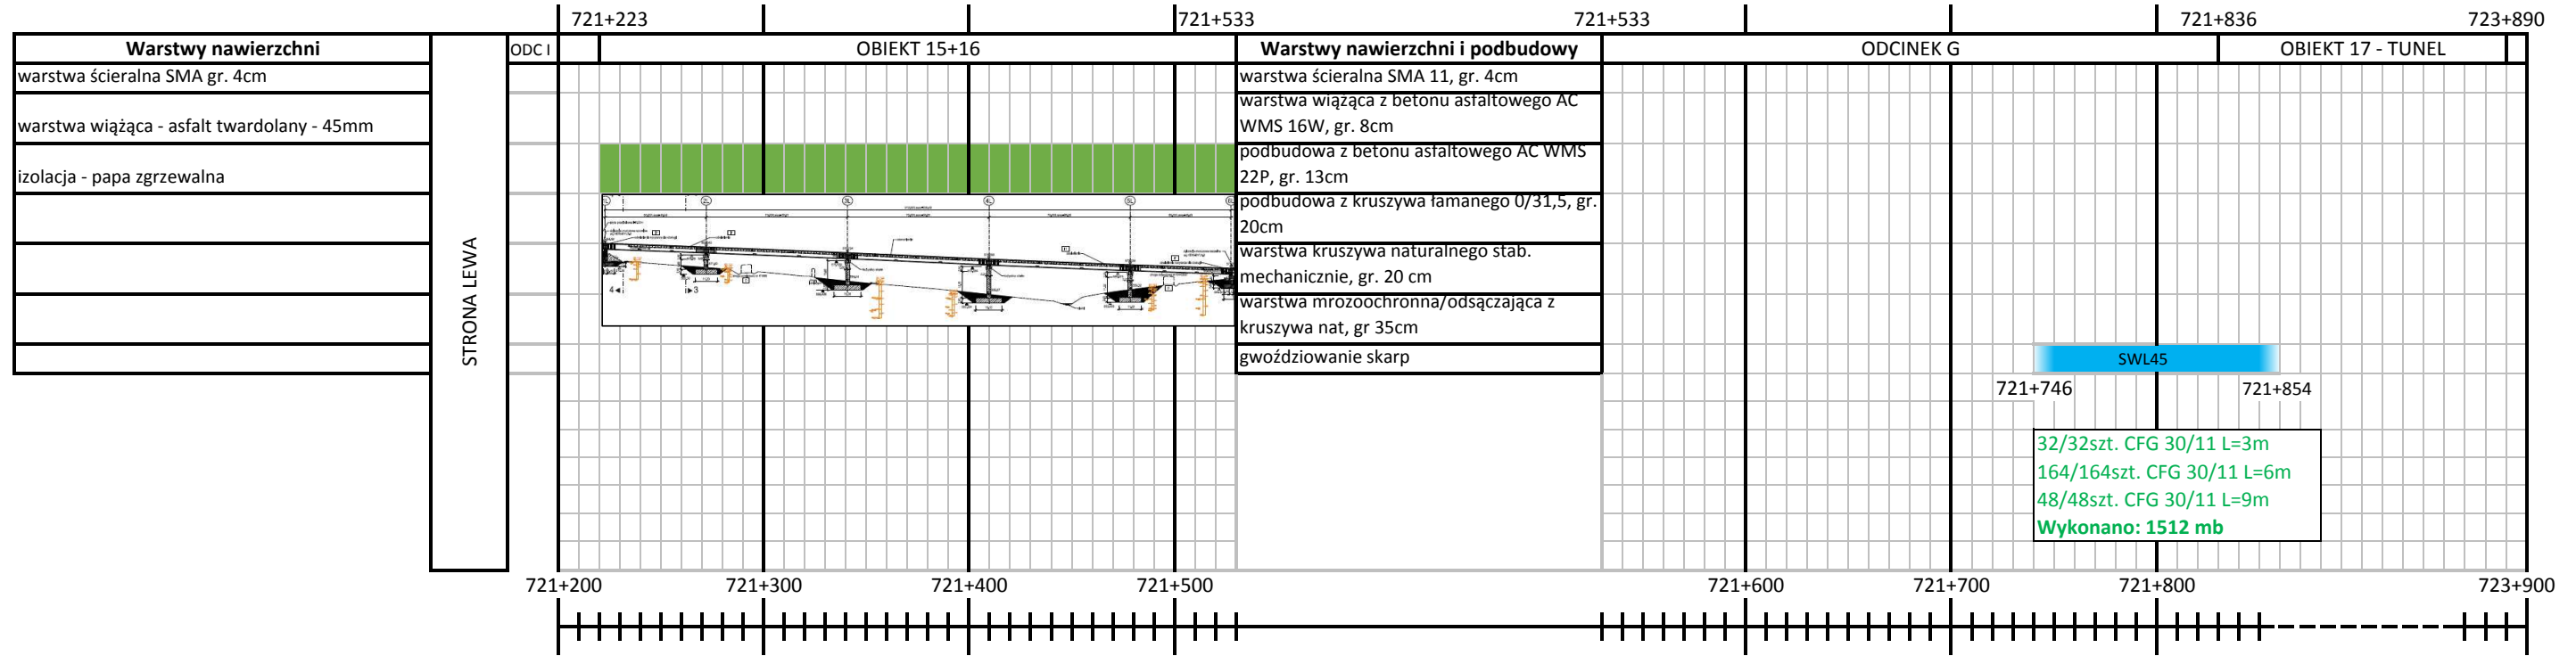 721+223
721+533
721+533
721+836
723+890
Warstwy nawierzchni
ODC I
OBIEKT 15+16
Warstwy nawierzchni i podbudowy
ODCINEK G
OBIEKT 17 - TUNEL
STRONA LEWA
warstwa ścieralna SMA gr. 4cm
warstwa wiążąca - asfalt twardolany - 45mm
izolacja - papa zgrzewalna
warstwa ścieralna SMA 11, gr. 4cm
warstwa wiążąca z betonu asfaltowego AC
WMS 16W, gr. 8cm
podbudowa z betonu asfaltowego AC WMS
22P, gr. 13cm
podbudowa z kruszywa łamanego 0/31,5, gr.
20cm
warstwa kruszywa naturalnego stab.
mechanicznie, gr. 20 cm
warstwa mrozoochronna/odsączająca z
kruszywa nat, gr 35cm
gwoździowanie skarp
SWL45
721+746
721+854
32/32szt. CFG 30/11 L=3m
164/164szt. CFG 30/11 L=6m
48/48szt. CFG 30/11 L=9m
Wykonano: 1512 mb
721+200
721+300
721+400
721+500
721+600
721+700
721+800
723+900